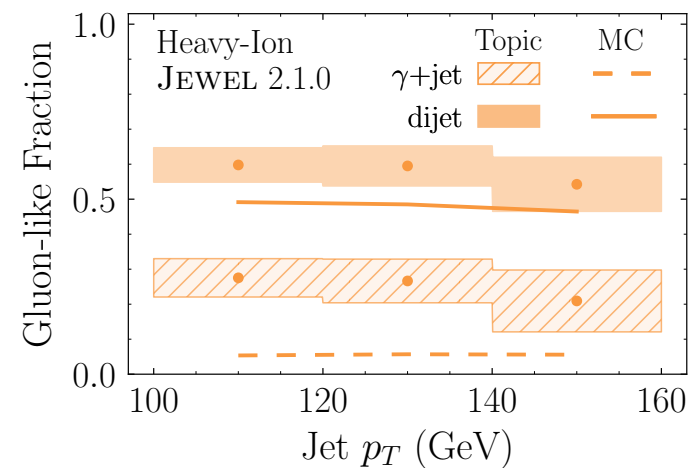 Heavy-Ion
JEWEL 2.1.0
Topic MC
γ+jet
dijet
Gluon-like Fraction
1.0
0.5
0.0
100 120 140 160
Jet p_T (GeV)